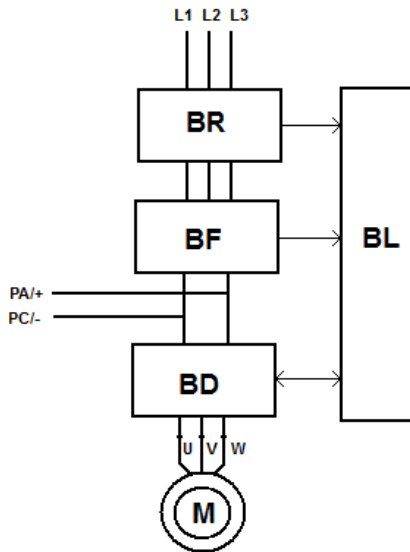 L1 L2 L3
BR
BF
BL
PA/+
PC/-
BD
U V W
M